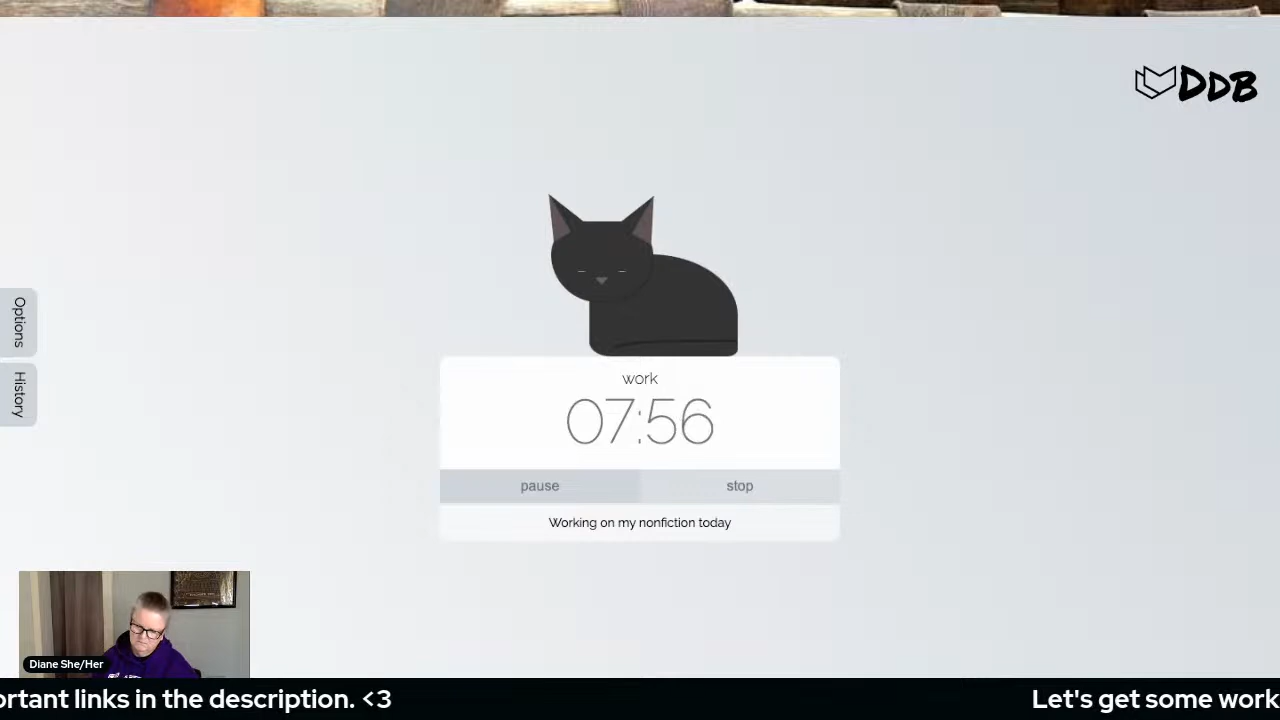 DDB
Options
History
work
07:56
pause
stop
Working on my nonfiction today
Diane She/Her
ortant links in the description. <3
Let's get some work